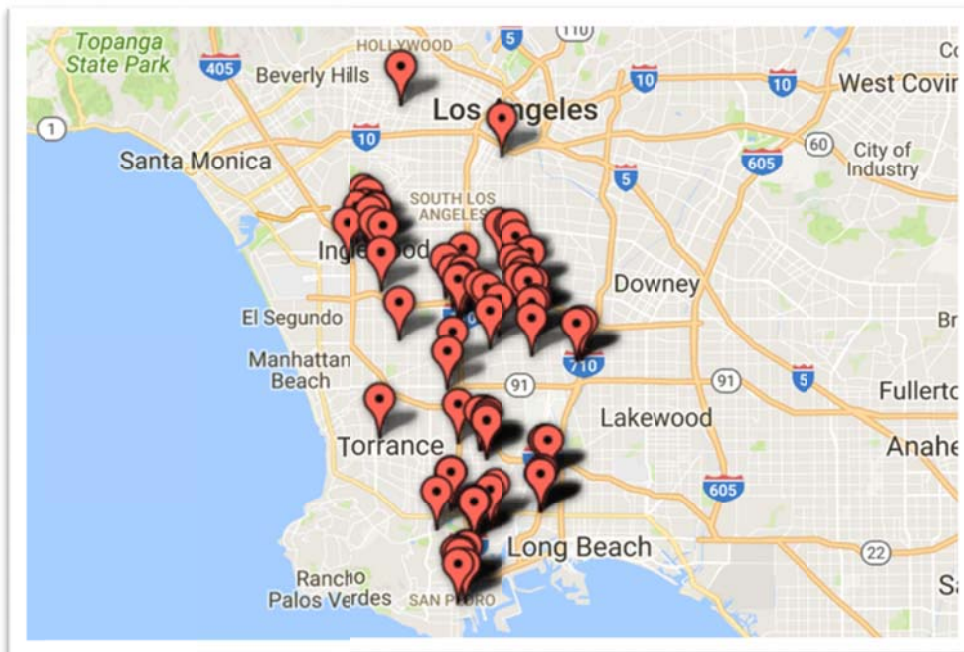 Topanga
State Park
HOLLYWOOD
5
110
405
Beverly Hills
10
10
West Covin
Los Angeles
1
10
60
605
City of
Industry
Santa Monica
5
SOUTH LOS
ANGELES
Inglewood
Downey
El Segundo
Manhattan
Beach
710
91
91
5
Fullerto
Lakewood
Torrance
Anahe
605
Long Beach
22
Rancho
Palos Verdes
SAN PEDRO